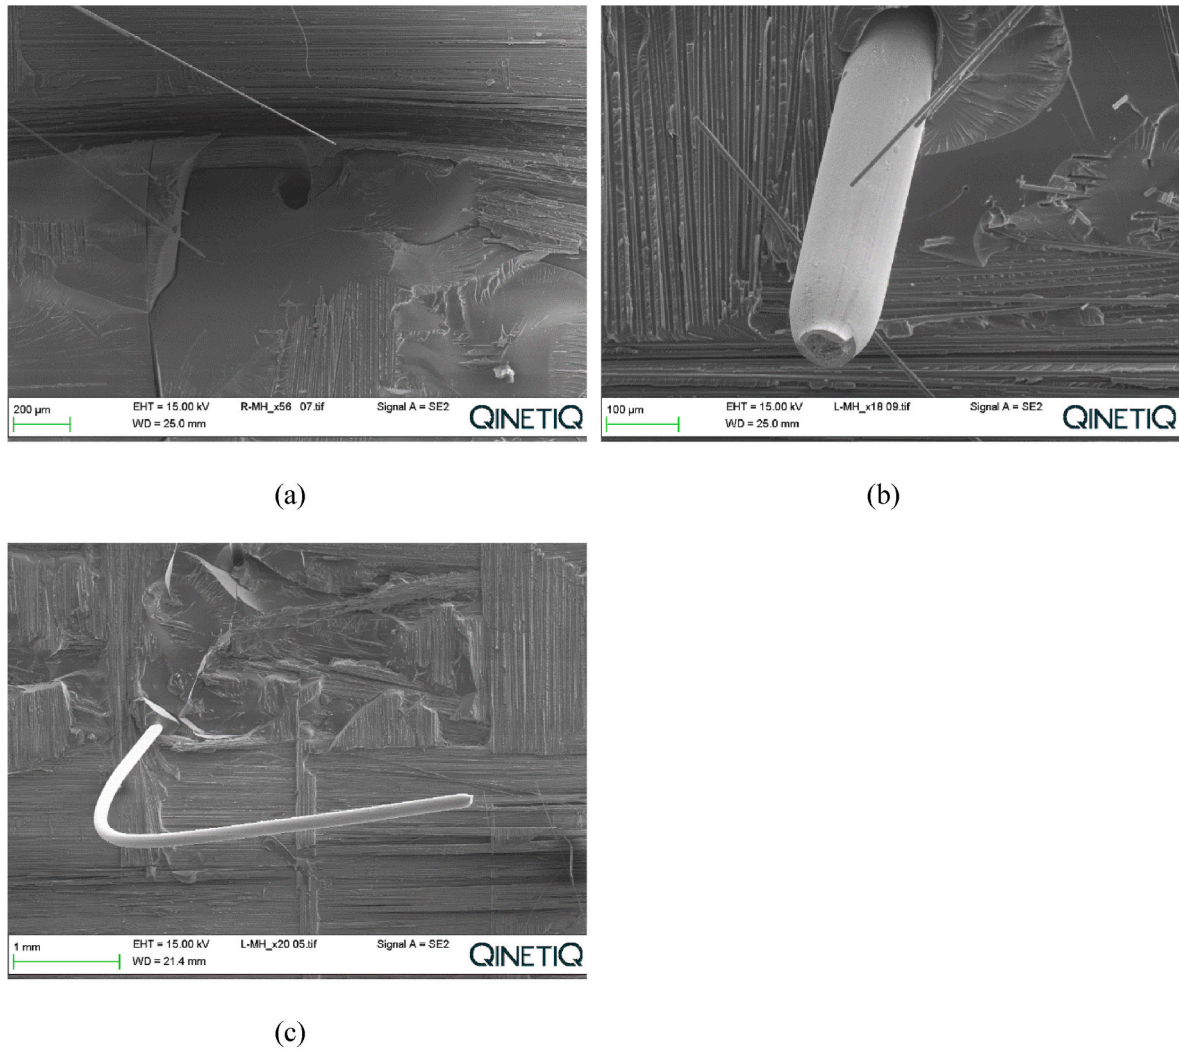 200 µm
EHT = 15.00 kV
R-MH_x56 07.tif
Signal A = SE2
WD = 25.0 mm
QINETIQ
100 µm
EHT = 15.00 kV
L-MH_x18 09.tif
Signal A = SE2
WD = 25.0 mm
QINETIQ
(a)
(b)
1 mm
EHT = 15.00 kV
L-MH_x20 05.tif
Signal A = SE2
WD = 21.4 mm
QINETIQ
(c)